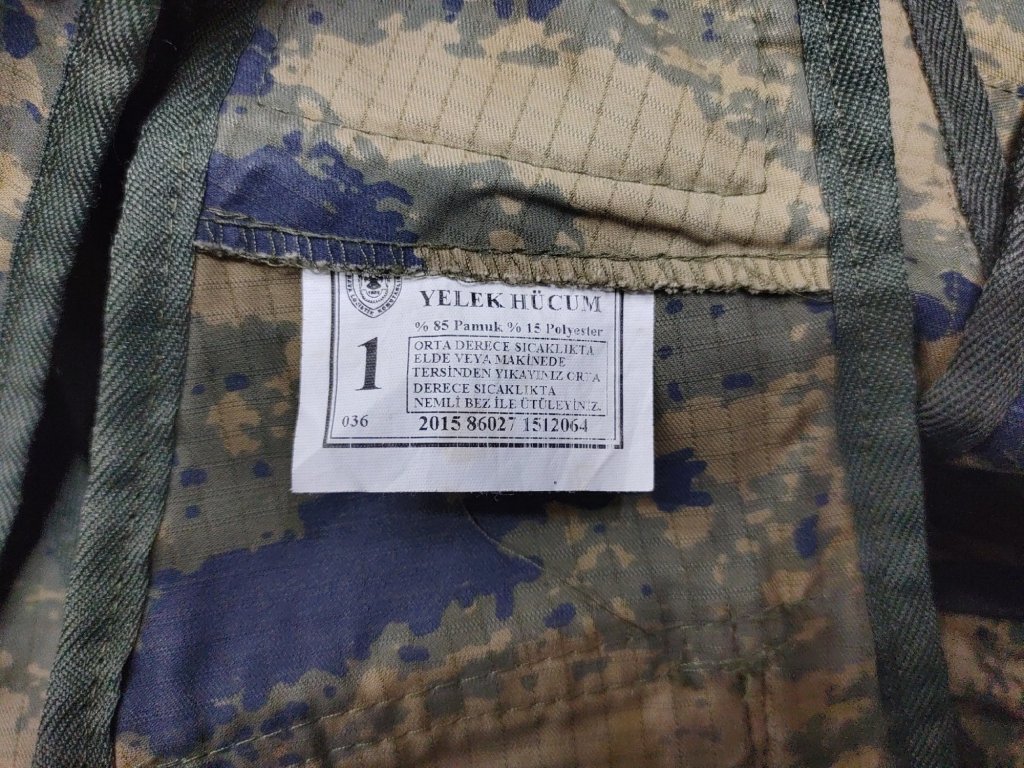 YELEK HÜCUM
% 85 Pamuk % 15 Polyester
1
ORTA DERECE SICAKLIKTA
ELDE VEYA MAKİNEDE
TERSİNDEN YIKAYINIZ ORTA
DERECE SICAKLIKTA
NEMLİ BEZ İLE ÜTÜLEYİNİZ.
036
2015 86027 1512064